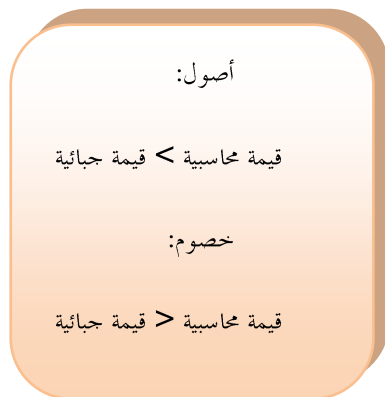 أصول:
قيمة محاسبية < قيمة جبائية
خصوم:
قيمة محاسبية > قيمة جبائية